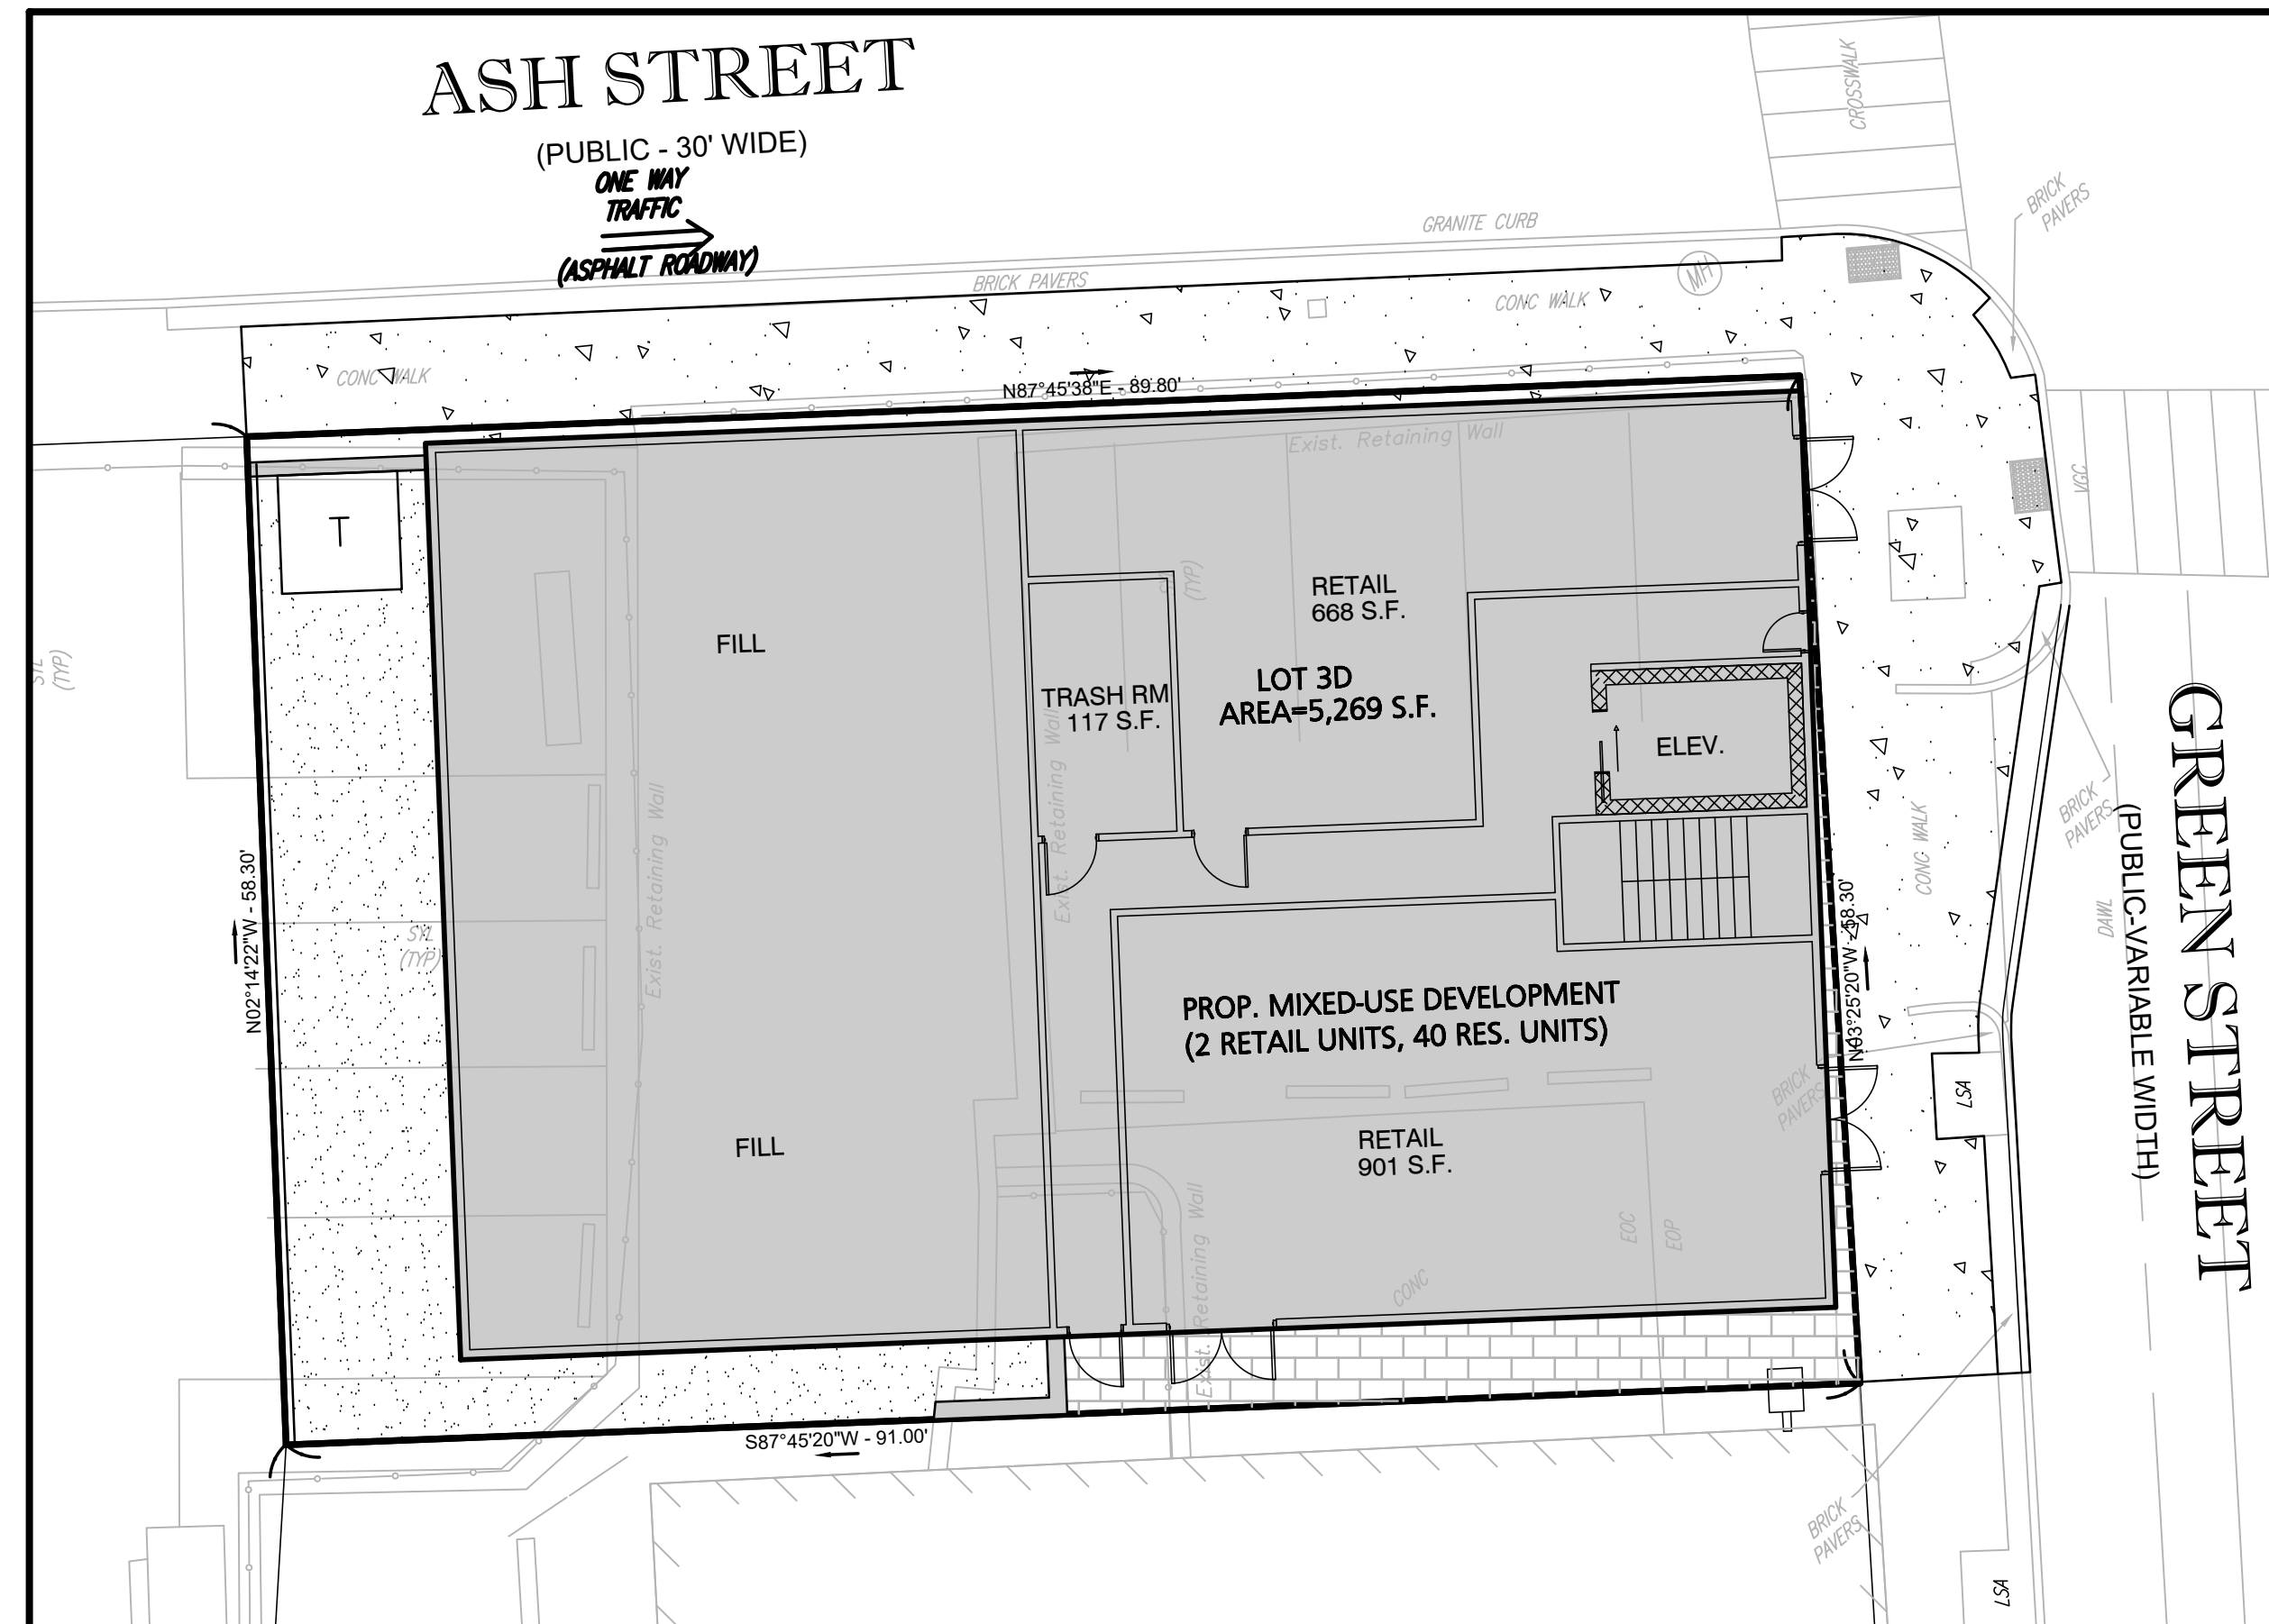 ASH STREET
(PUBLIC - 30' WIDE)
ONE WAY
TRAFFIC
(ASPHALT ROADWAY)
CROSSWALK
BRICK
PAVERS
GRANITE CURB
BRICK PAVERS
CONC WALK
MH
CONC WALK
N87°45'38"E - 89.80'
Exist. Retaining Wall
VGC
T
(TYP)
RETAIL
668 S.F.
FILL
SYL
(TYP)
LOT 3D
AREA=5,269 S.F.
TRASH RM
117 S.F.
ELEV.
GREEN STREET
(PUBLIC-VARIABLE WIDTH)
BRICK
PAVERS
CONC WALK
DAWL
Exist. Retaining Wall
Exist. Retaining Wall
N02°14'22"W - 58.30'
SYL
(TYP)
N03°25'20"W - 58.30'
PROP. MIXED-USE DEVELOPMENT
(2 RETAIL UNITS, 40 RES. UNITS)
BRICK
PAVERS
LSA
FILL
RETAIL
901 S.F.
EOC
EOP
CONC
Exist. Retaining Wall
S87°45'20"W - 91.00'
BRICK
PAVERS
LSA